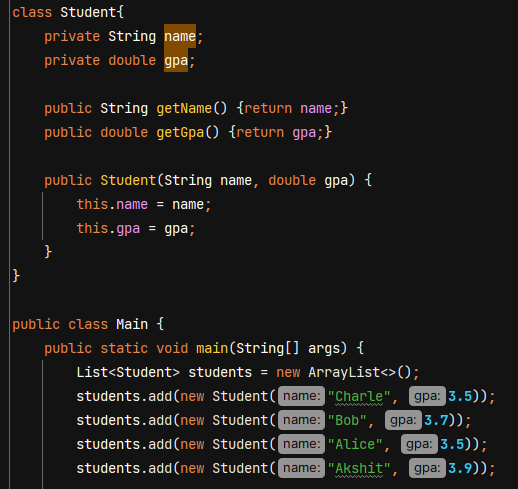 class Student{
private String name;
private double gpa;
public String getName() {return name;}
public double getGpa() {return gpa;}
public Student(String name, double gpa) {
this.name = name;
this.gpa = gpa;
}
}
public class Main {
public static void main(String[] args) {
List<Student> students = new ArrayList<>();
students.add(new Student( name: "Charle", gpa: 3.5));
students.add(new Student( name: "Bob", gpa: 3.7));
students.add(new Student( name: "Alice", gpa: 3.5));
students.add(new Student( name: "Akshit", gpa: 3.9));